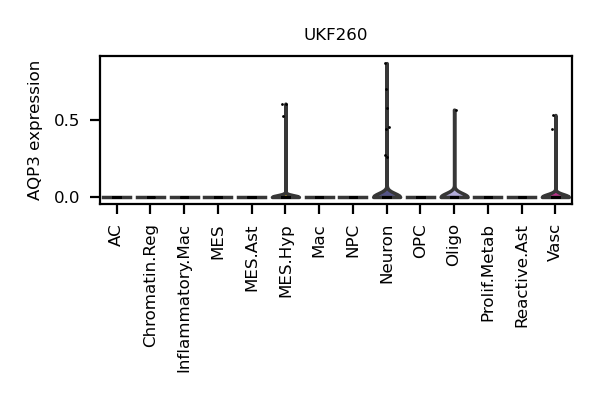 UKF260
AQP3 expression
0.5
0.0
AC
Chromatin.Reg
Inflammatory.Mac
MES
MES.Ast
MES.Hyp
Mac
NPC
Neuron
OPC
Oligo
Prolif.Metab
Reactive.Ast
Vasc